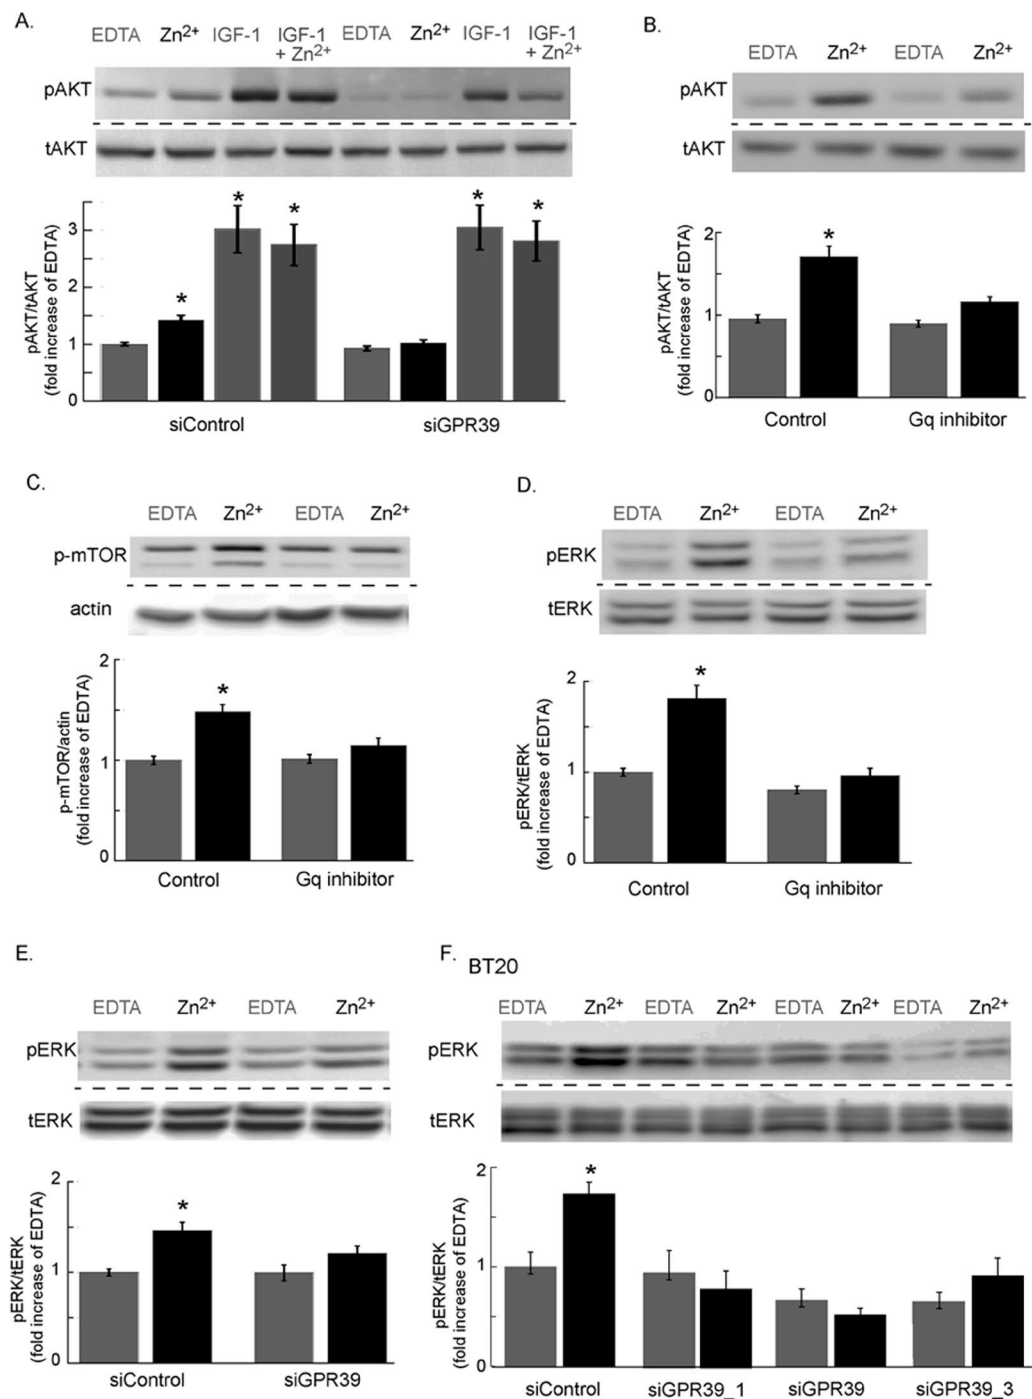 A.
EDTA Zn2+ IGF-1 IGF-1 + Zn2+ EDTA Zn2+ IGF-1 IGF-1 + Zn2+
pAKT
tAKT
pAKT/tAKT
(fold increase of EDTA)
3
2
1
0
* * * * *
siControl siGPR39
B.
EDTA Zn2+ EDTA Zn2+
pAKT
tAKT
pAKT/tAKT
(fold increase of EDTA)
2
1
0
*
Control Gq inhibitor
C.
EDTA Zn2+ EDTA Zn2+
p-mTOR
actin
p-mTOR/actin
(fold increase of EDTA)
2
1
0
*
Control Gq inhibitor
D.
EDTA Zn2+ EDTA Zn2+
pERK
tERK
pERK/tERK
(fold increase of EDTA)
2
1
0
*
Control Gq inhibitor
E.
EDTA Zn2+ EDTA Zn2+
pERK
tERK
pERK/tERK
(fold increase of EDTA)
2
1
0
*
siControl siGPR39
F.
BT20
EDTA Zn2+ EDTA Zn2+ EDTA Zn2+ EDTA Zn2+
pERK
tERK
pERK/tERK
(fold increase of EDTA)
2
1
0
*
siControl siGPR39_1 siGPR39 siGPR39_3